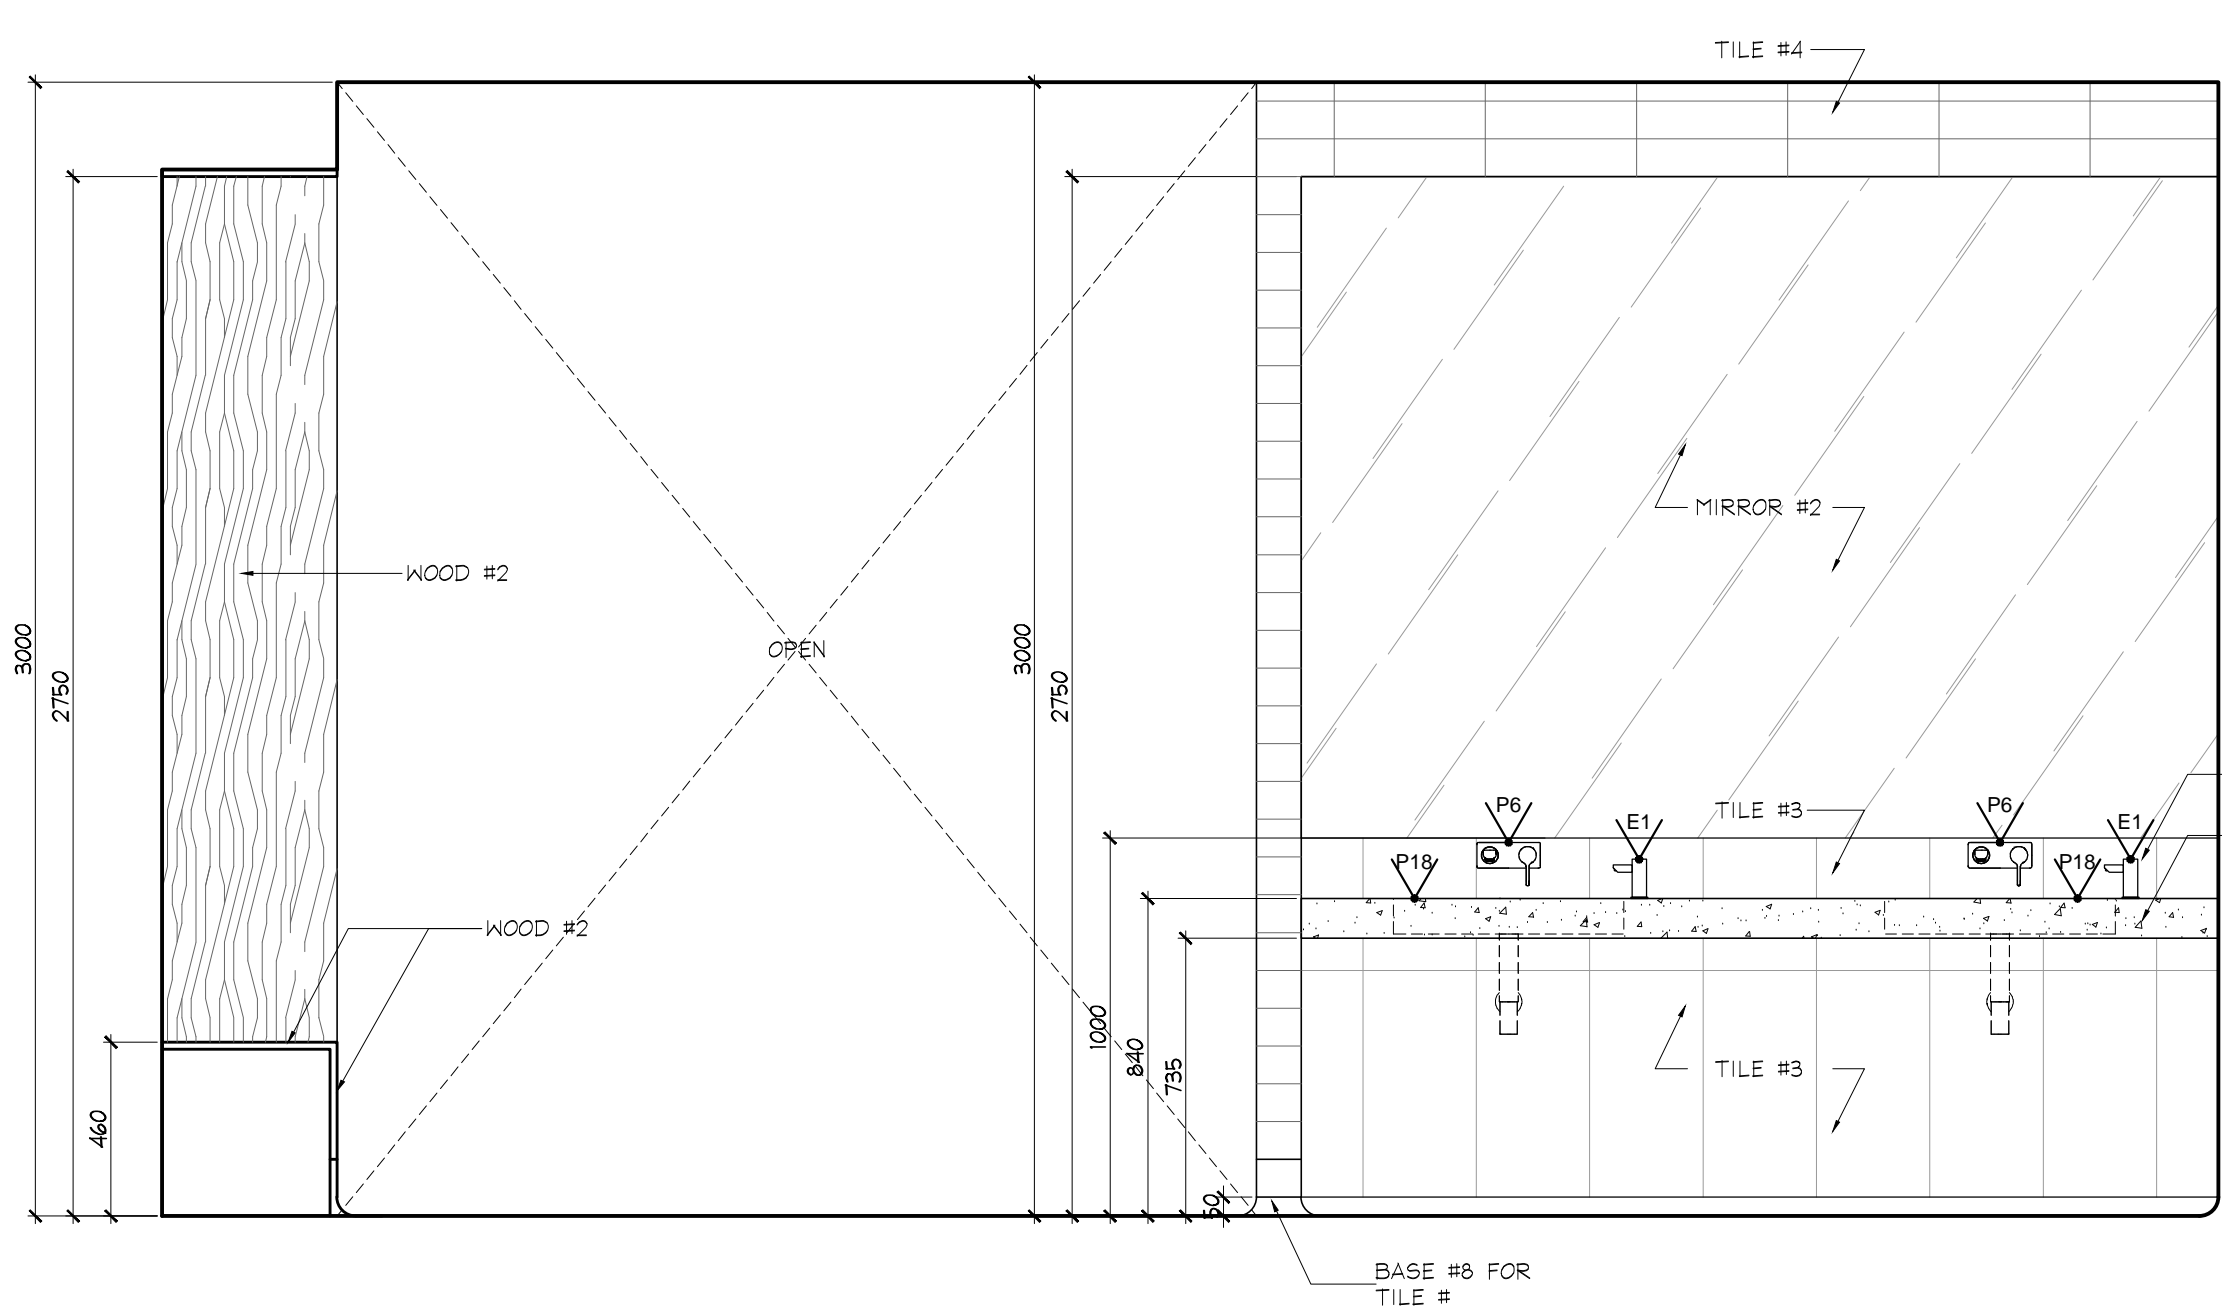 TILE #4
MIRROR #2
WOOD #2
3000
2750
OPEN
3000
2750
P6
TILE #3
P6
E1
E1
P18
P18
WOOD #2
1000
840
735
TILE #3
460
50
BASE #8 FOR
TILE #